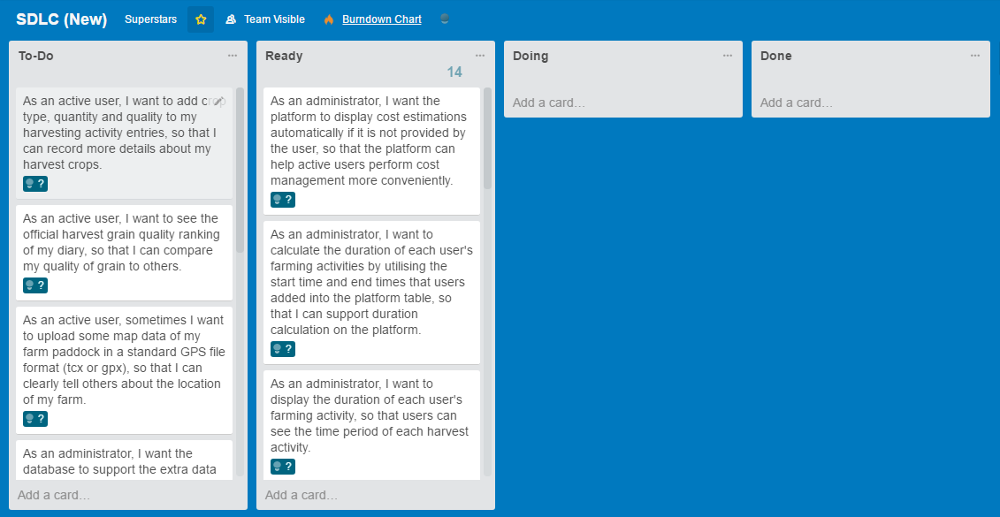 SDLC (New) Superstars Team Visible Burndown Chart
To-Do
As an active user, I want to add crop
type, quantity and quality to my
harvesting activity entries, so that I
can record more details about my
harvest crops.
?
As an active user, I want to see the
official harvest grain quality ranking
of my diary, so that I can compare
my quality of grain to others.
?
As an active user, sometimes I want
to upload some map data of my
farm paddock in a standard GPS file
format (tcx or gpx), so that I can
clearly tell others about the location
of my farm.
?
As an administrator, I want the
database to support the extra data
Add a card…
Ready
14
As an administrator, I want the
platform to display cost estimations
automatically if it is not provided by
the user, so that the platform can
help active users perform cost
management more conveniently.
?
As an administrator, I want to
calculate the duration of each user's
farming activities by utilising the
start time and end times that users
added into the platform table, so
that I can support duration
calculation on the platform.
?
As an administrator, I want to
display the duration of each user's
farming activity, so that users can
see the time period of each harvest
activity.
?
Add a card…
Doing
Add a card…
Done
Add a card…